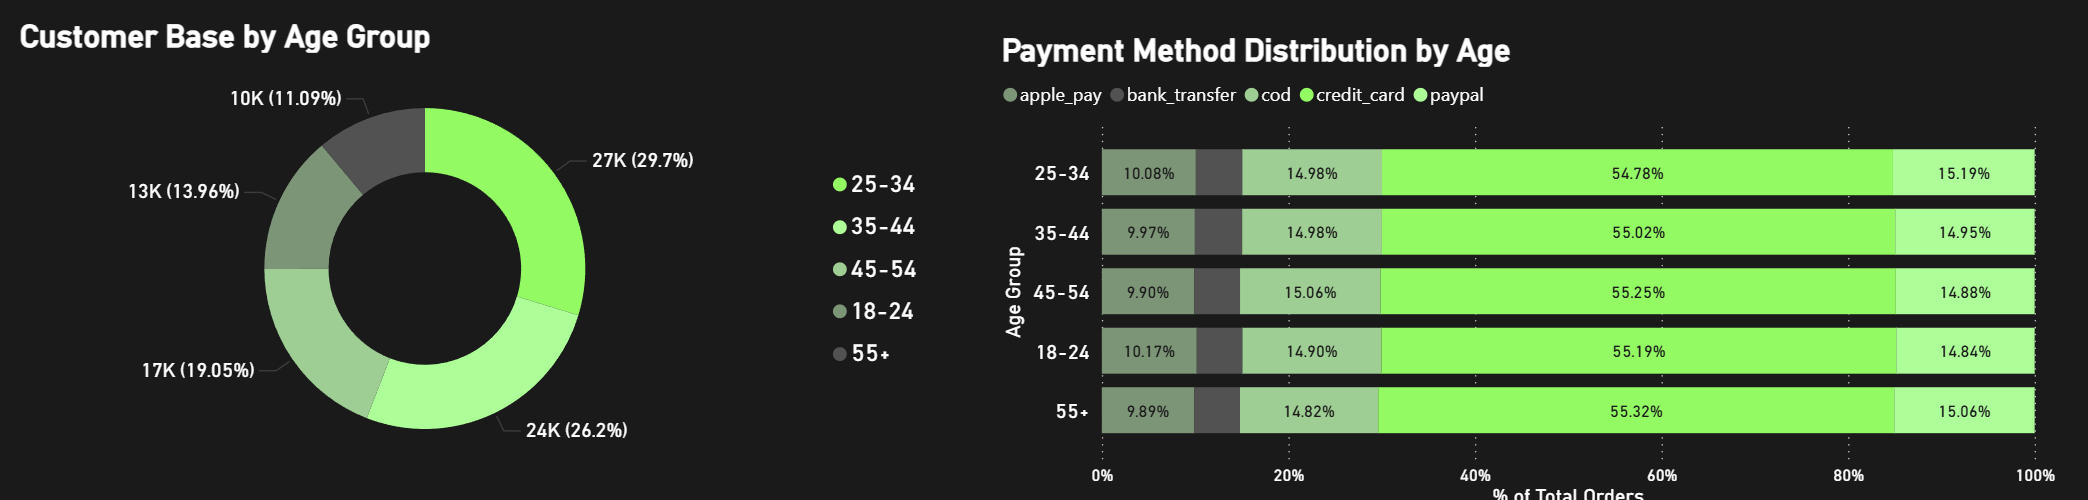 Customer Base by Age Group
10K (11.09%)
27K (29.7%)
13K (13.96%)
17K (19.05%)
24K (26.2%)
25-34
35-44
45-54
18-24
55+
Payment Method Distribution by Age
apple_pay bank_transfer cod credit_card paypal
Age Group
25-34 10.08% 14.98% 54.78% 15.19%
35-44 9.97% 14.98% 55.02% 14.95%
45-54 9.90% 15.06% 55.25% 14.88%
18-24 10.17% 14.90% 55.19% 14.84%
55+ 9.89% 14.82% 55.32% 15.06%
0% 20% 40% 60% 80% 100%
% of Total Orders